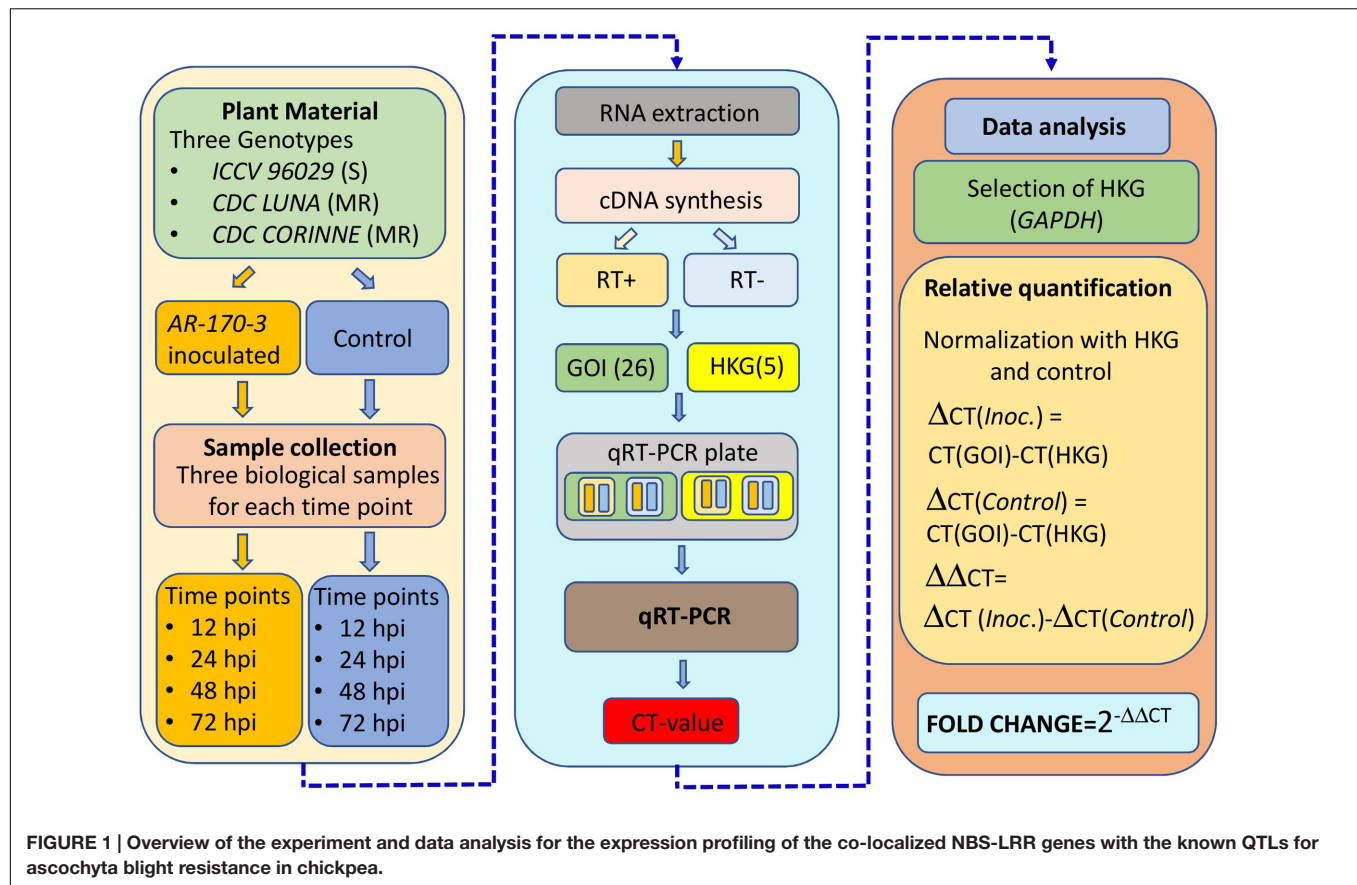 Plant Material
Three Genotypes
• ICCV 96029 (S)
• CDC LUNA (MR)
• CDC CORINNE (MR)
AR-170-3
inoculated
Control
Sample collection
Three biological samples
for each time point
Time points
• 12 hpi
• 24 hpi
• 48 hpi
• 72 hpi
Time points
• 12 hpi
• 24 hpi
• 48 hpi
• 72 hpi
RNA extraction
cDNA synthesis
RT+
RT-
GOI (26)
HKG(5)
qRT-PCR plate
qRT-PCR
CT-value
Data analysis
Selection of HKG
(GAPDH)
Relative quantification
Normalization with HKG
and control
ΔCT(Inoc.) =
CT(GOI)-CT(HKG)
ΔCT(Control) =
CT(GOI)-CT(HKG)
ΔΔCT=
ΔCT (Inoc.)-ΔCT(Control)
FOLD CHANGE=2^-ΔΔCT
FIGURE 1 | Overview of the experiment and data analysis for the expression profiling of the co-localized NBS-LRR genes with the known QTLs for
ascochyta blight resistance in chickpea.